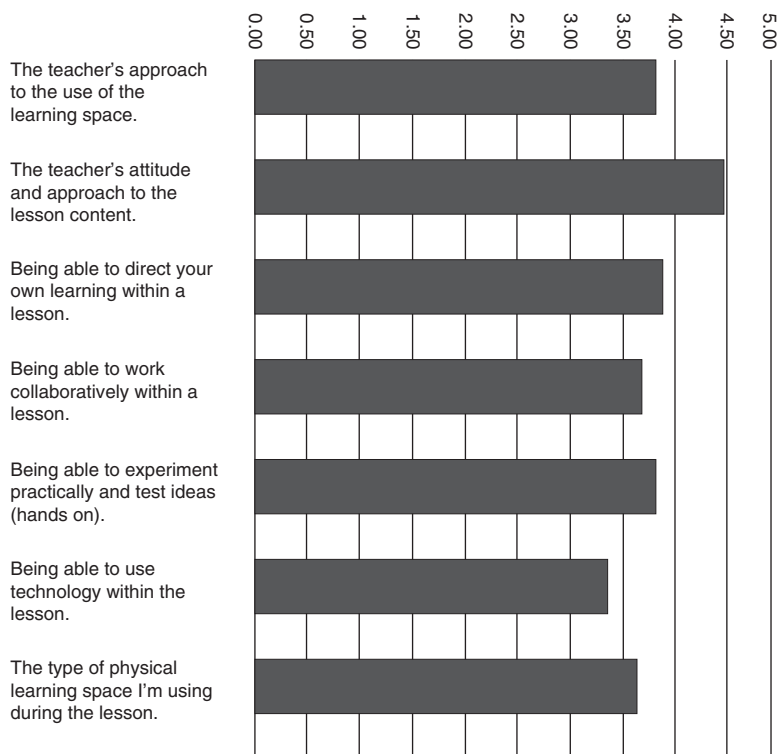 0.00
0.50
1.00
1.50
2.00
2.50
3.00
3.50
4.00
4.50
5.00
The teacher’s approach
to the use of the
learning space.
The teacher’s attitude
and approach to the
lesson content.
Being able to direct your
own learning within a
lesson.
Being able to work
collaboratively within a
lesson.
Being able to experiment
practically and test ideas
(hands on).
Being able to use
technology within the
lesson.
The type of physical
learning space I’m using
during the lesson.